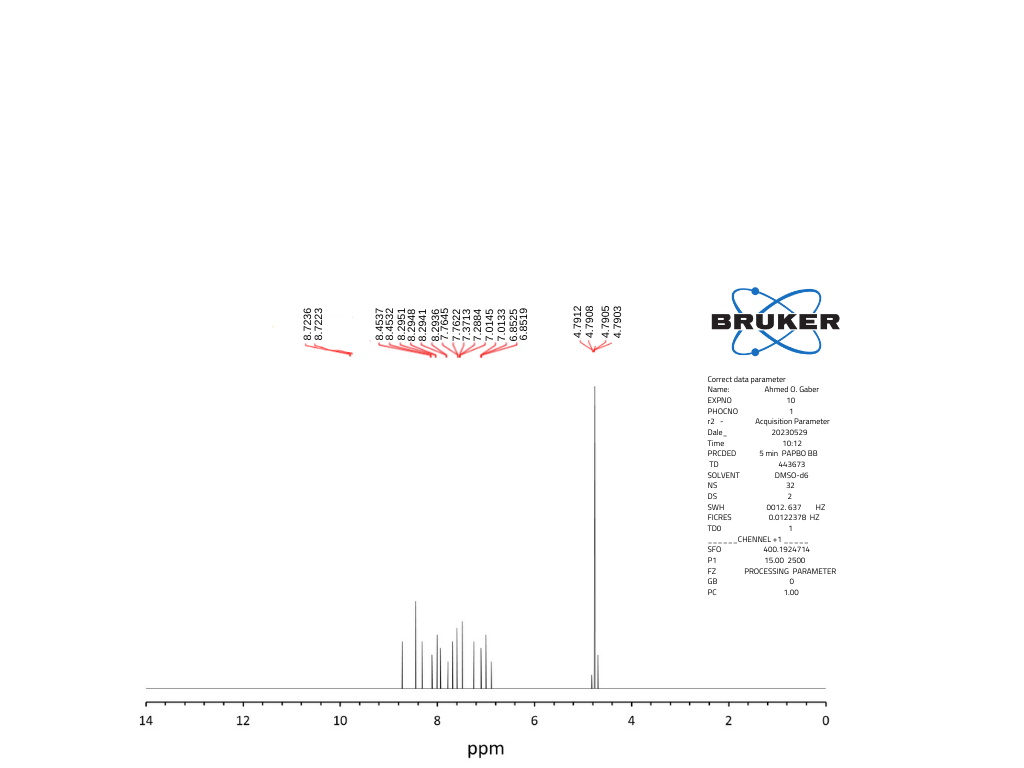 8.7236
8.7223
8.4537
8.4532
8.2951
8.2948
8.2941
8.2936
7.7645
7.7622
7.3713
7.2884
7.0145
7.0133
6.8525
6.8519
4.7912
4.7908
4.7905
4.7903
BRUKER
Correct data parameter
Name: Ahmed O. Gaber
EXPNO 10
PHOCNO 1
r2 - Acquisition Parameter
Dale_ 20230529
Time 10:12
PRCDED 5 min PAPBO BB
TD 443673
SOLVENT DMSO-d6
NS 32
DS 2
SWH 0012. 637 HZ
FICRES 0.0122378 HZ
TD0 1
______CHENNEL +1 _____
SFO 400.1924714
P1 15.00 2500
FZ PROCESSING PARAMETER
GB 0
PC 1.00
14 12 10 8 6 4 2 0
ppm